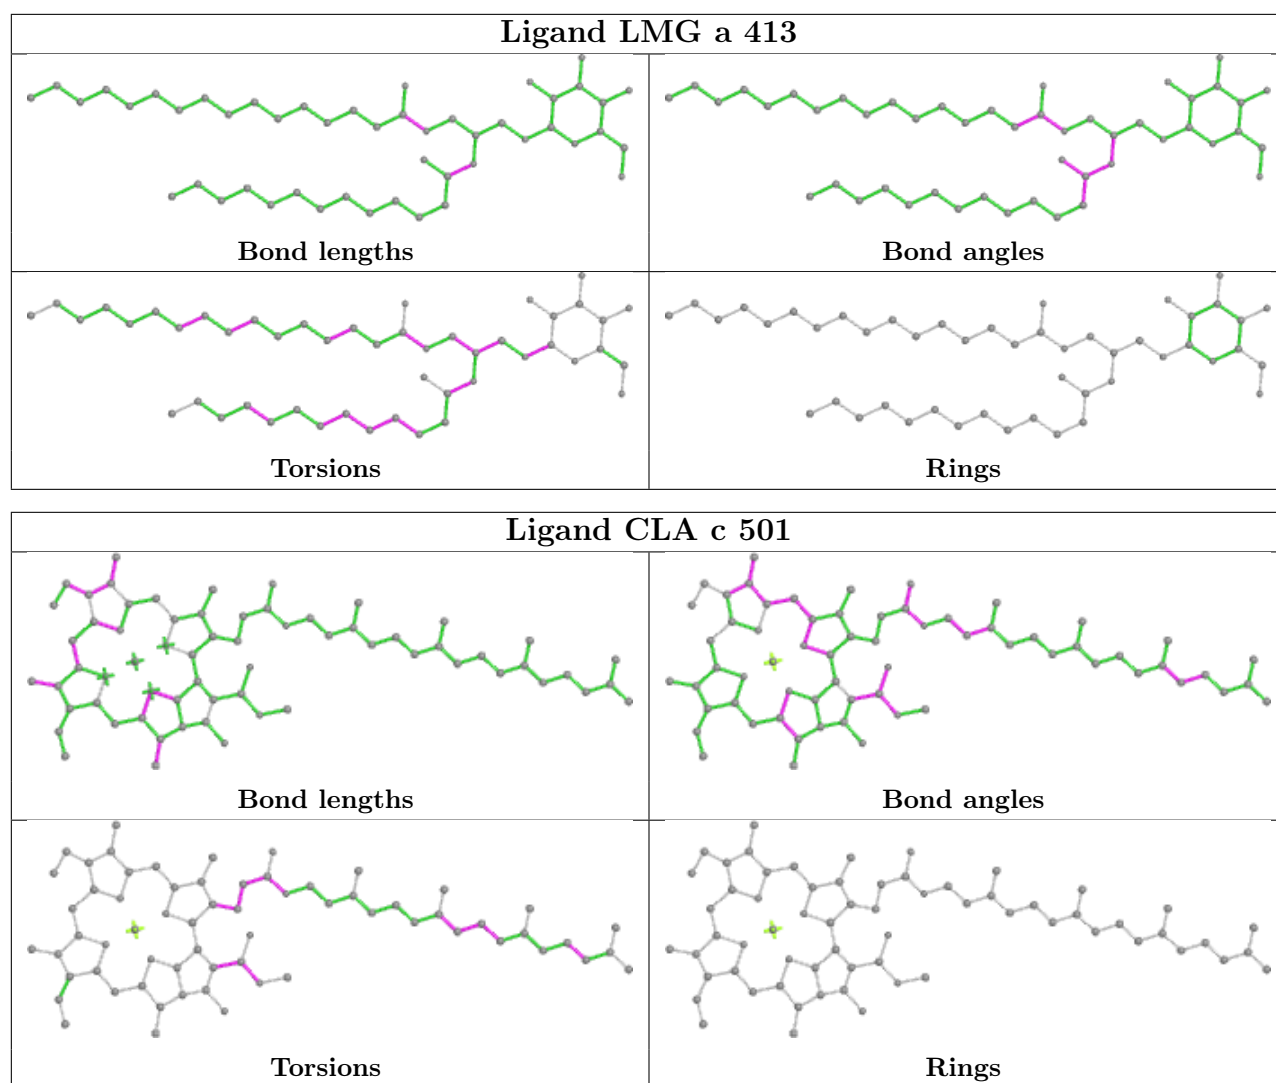 Ligand LMG a 413
Bond lengths
Bond angles
Torsions
Rings
Ligand CLA c 501
Bond lengths
Bond angles
Torsions
Rings